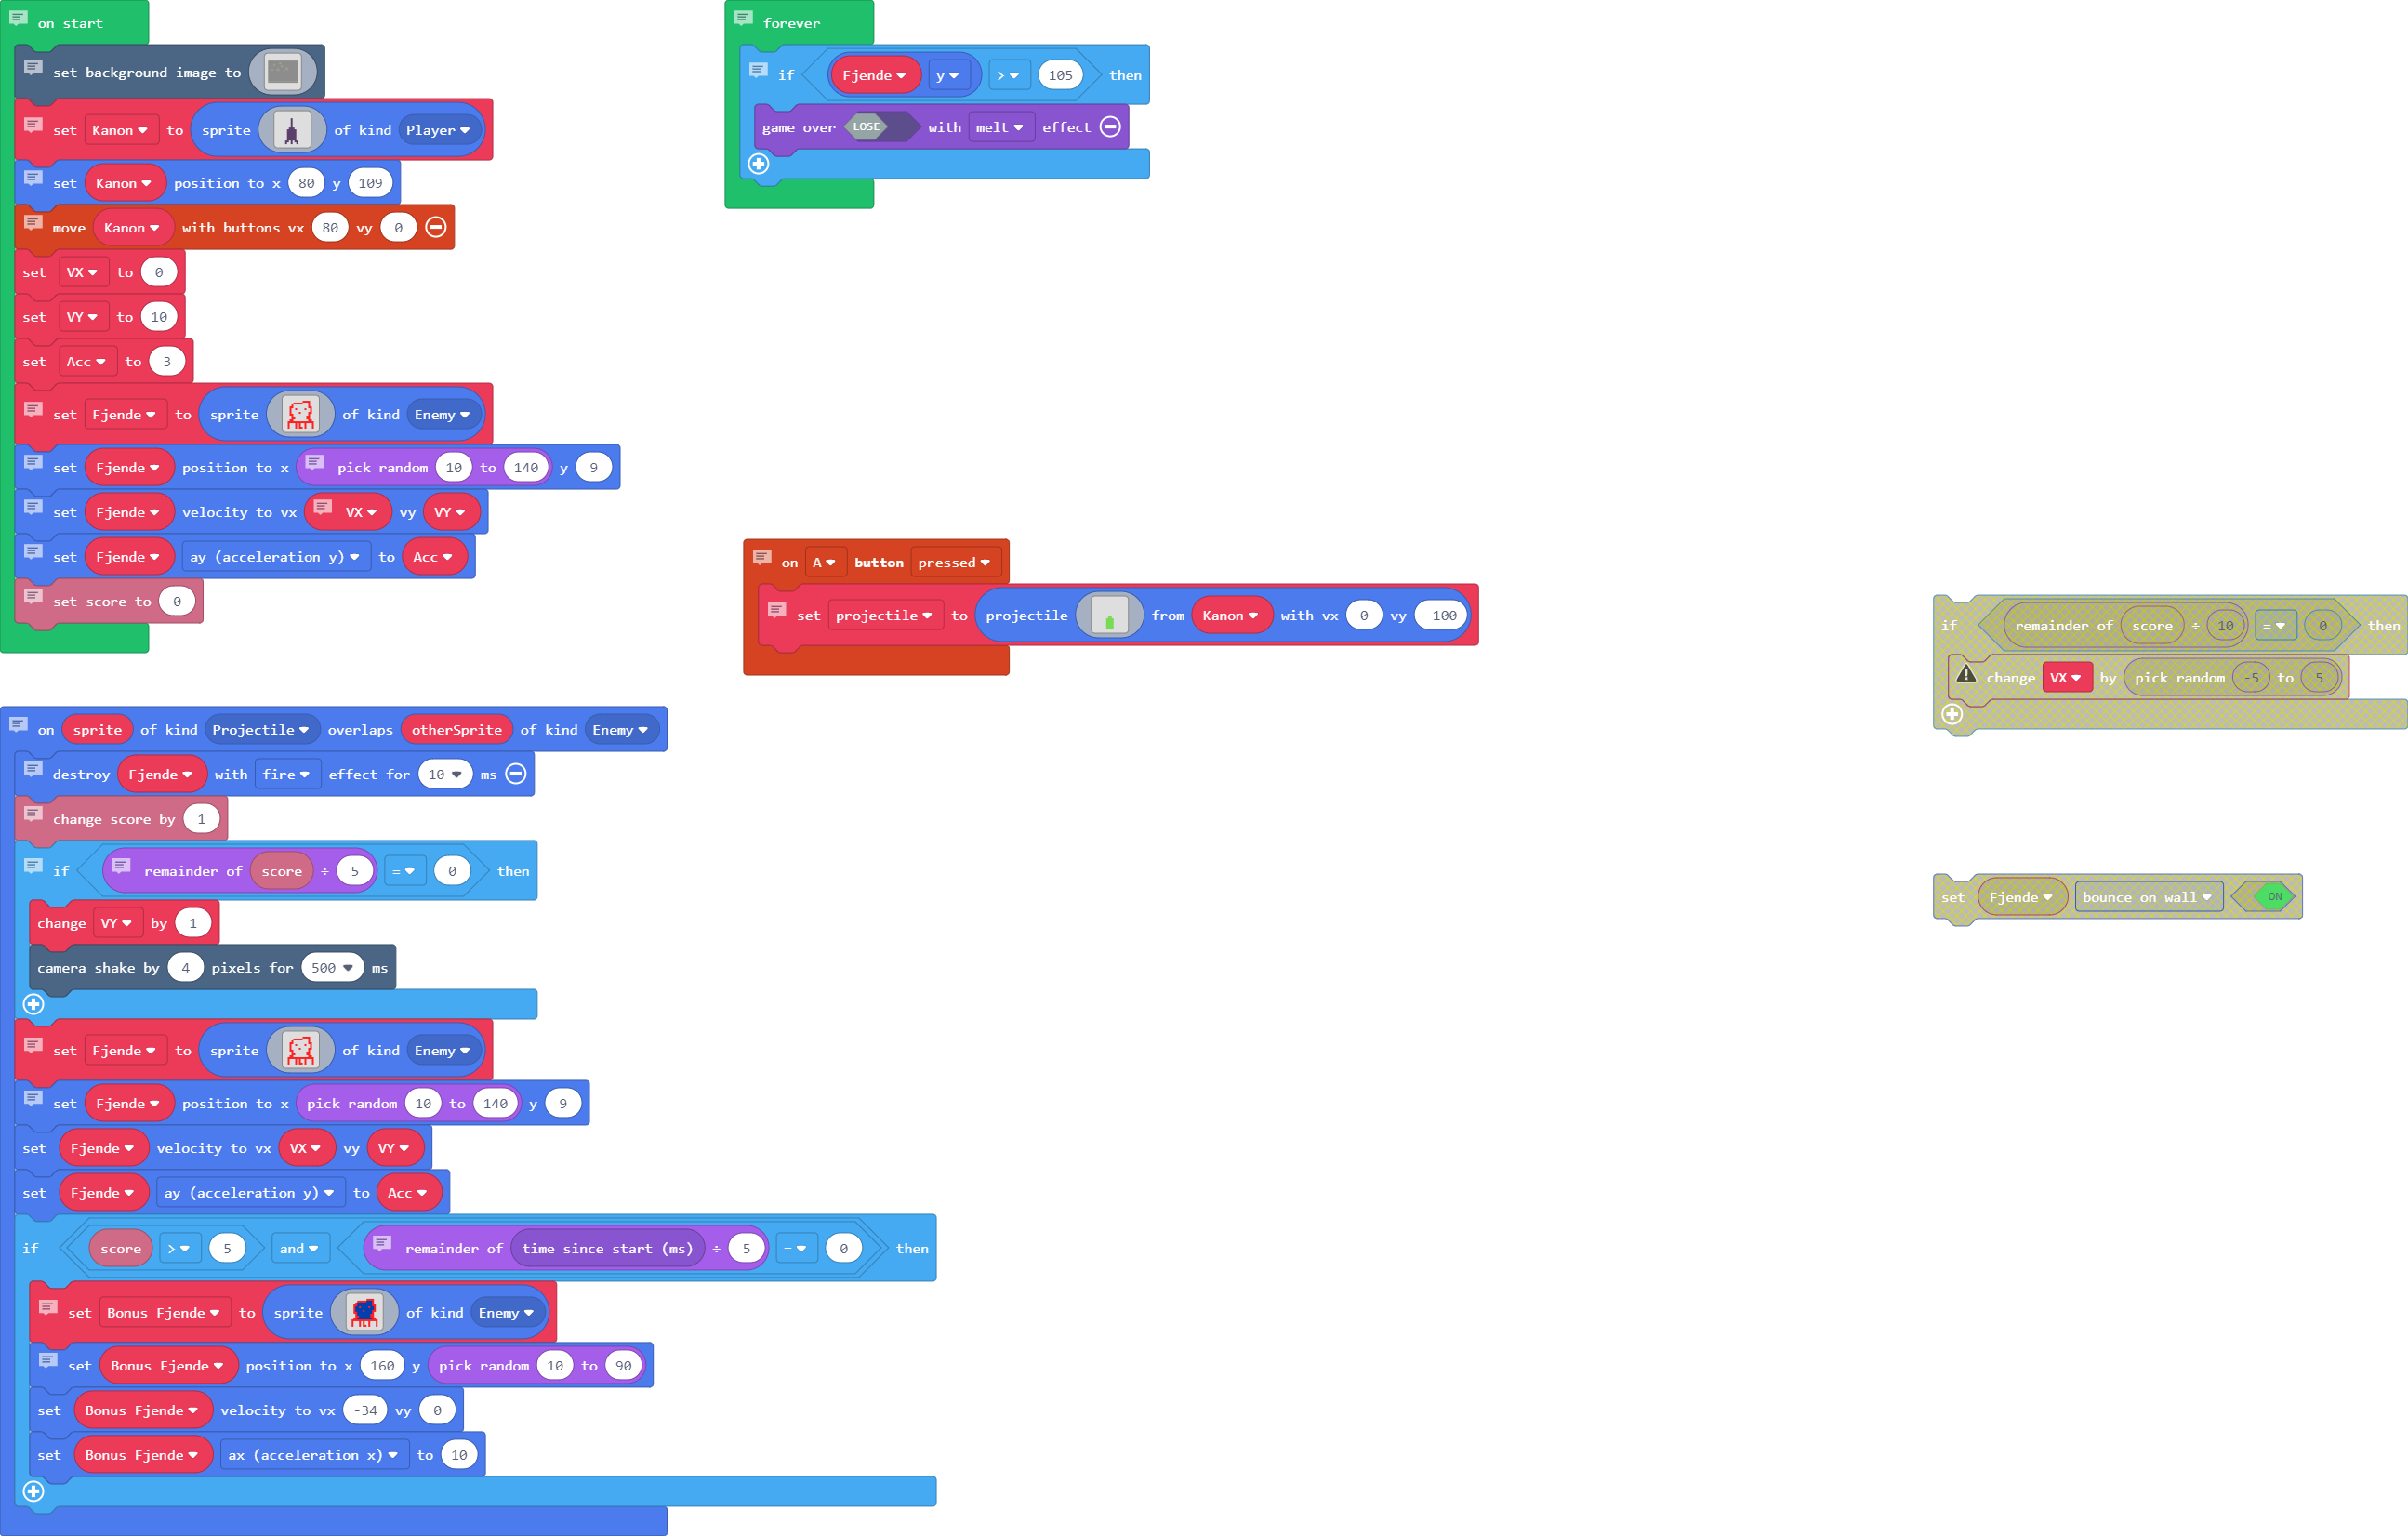 on start
set background image to
set Kanon to sprite of kind Player
set Kanon position to x 80 y 109
move Kanon with buttons vx 80 vy 0
set VX to 0
set VY to 10
set Acc to 3
set Fjende to sprite of kind Enemy
set Fjende position to x pick random 10 to 140 y 9
set Fjende velocity to vx VX vy VY
set Fjende ay (acceleration y) to Acc
set score to 0
forever
if Fjende y > 105 then
game over LOSE with melt effect
on A button pressed
set projectile to projectile from Kanon with vx 0 vy -100
if remainder of score ÷ 10 = 0 then
change VX by pick random -5 to 5
set Fjende bounce on wall ON
on sprite of kind Projectile overlaps otherSprite of kind Enemy
destroy Fjende with fire effect for 10 ms
change score by 1
if remainder of score ÷ 5 = 0 then
change VY by 1
camera shake by 4 pixels for 500 ms
set Fjende to sprite of kind Enemy
set Fjende position to x pick random 10 to 140 y 9
set Fjende velocity to vx VX vy VY
set Fjende ay (acceleration y) to Acc
if score > 5 and remainder of time since start (ms) ÷ 5 = 0 then
set Bonus Fjende to sprite of kind Enemy
set Bonus Fjende position to x 160 y pick random 10 to 90
set Bonus Fjende velocity to vx -34 vy 0
set Bonus Fjende ax (acceleration x) to 10